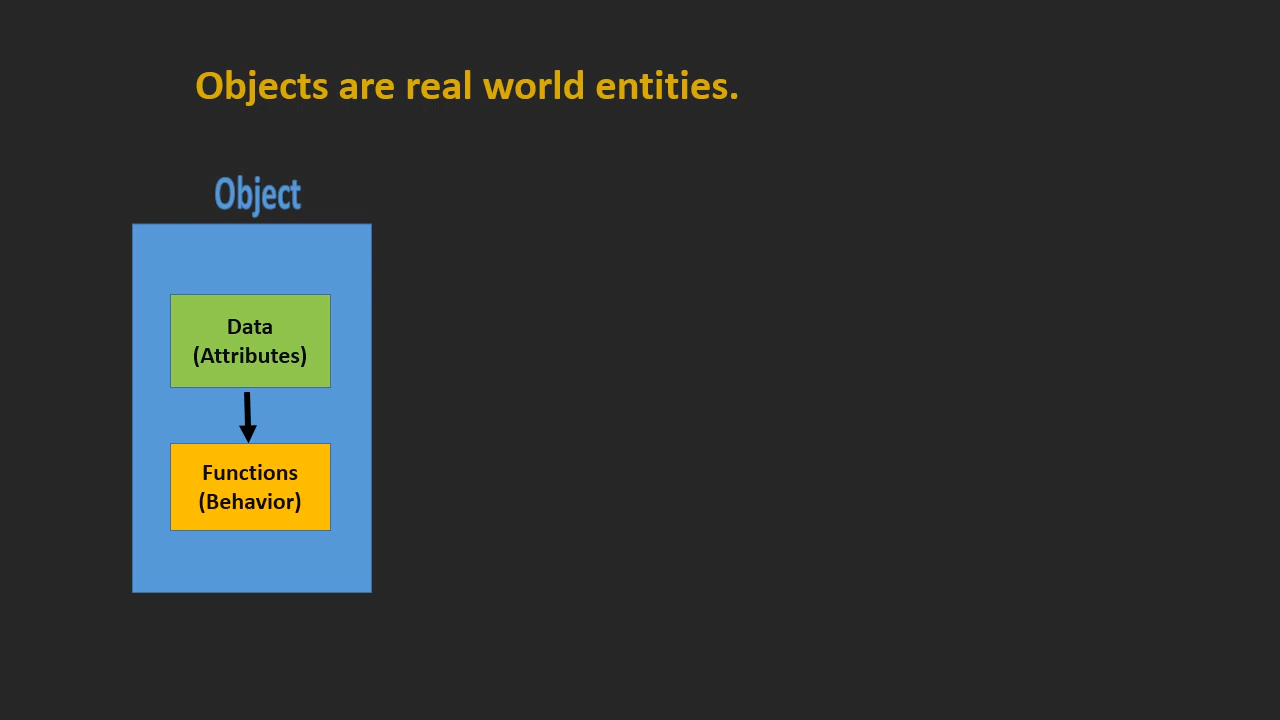 Objects are real world entities.
Object
Data
(Attributes)
Functions
(Behavior)